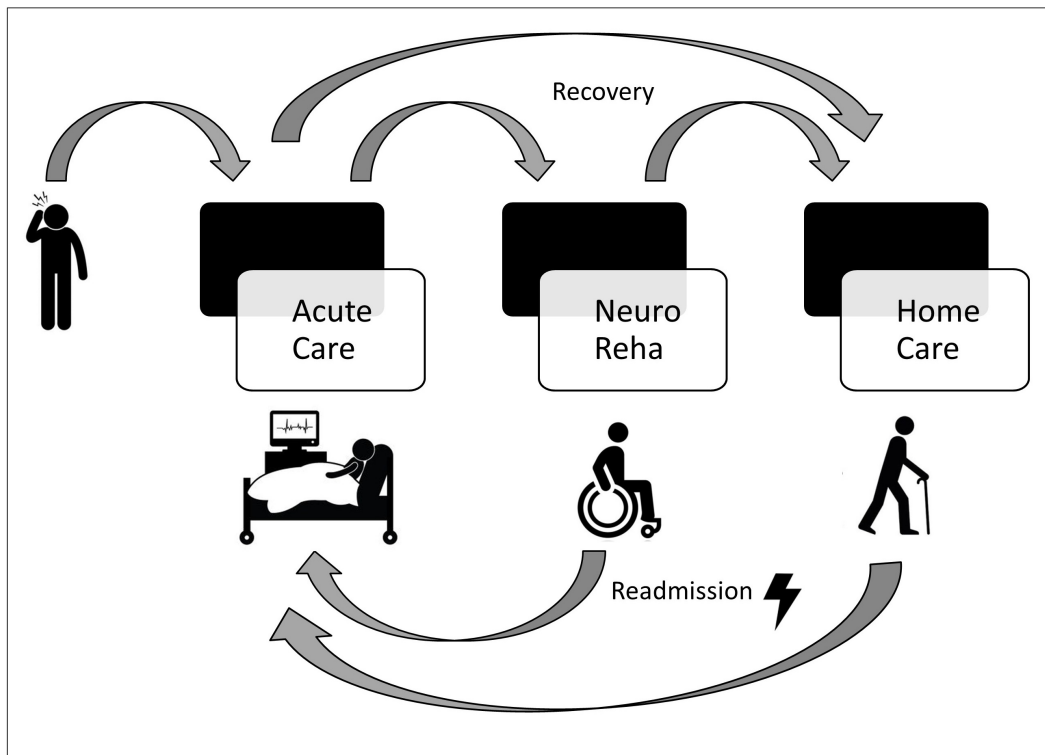 Recovery
Acute
Care
Neuro
Reha
Home
Care
Readmission